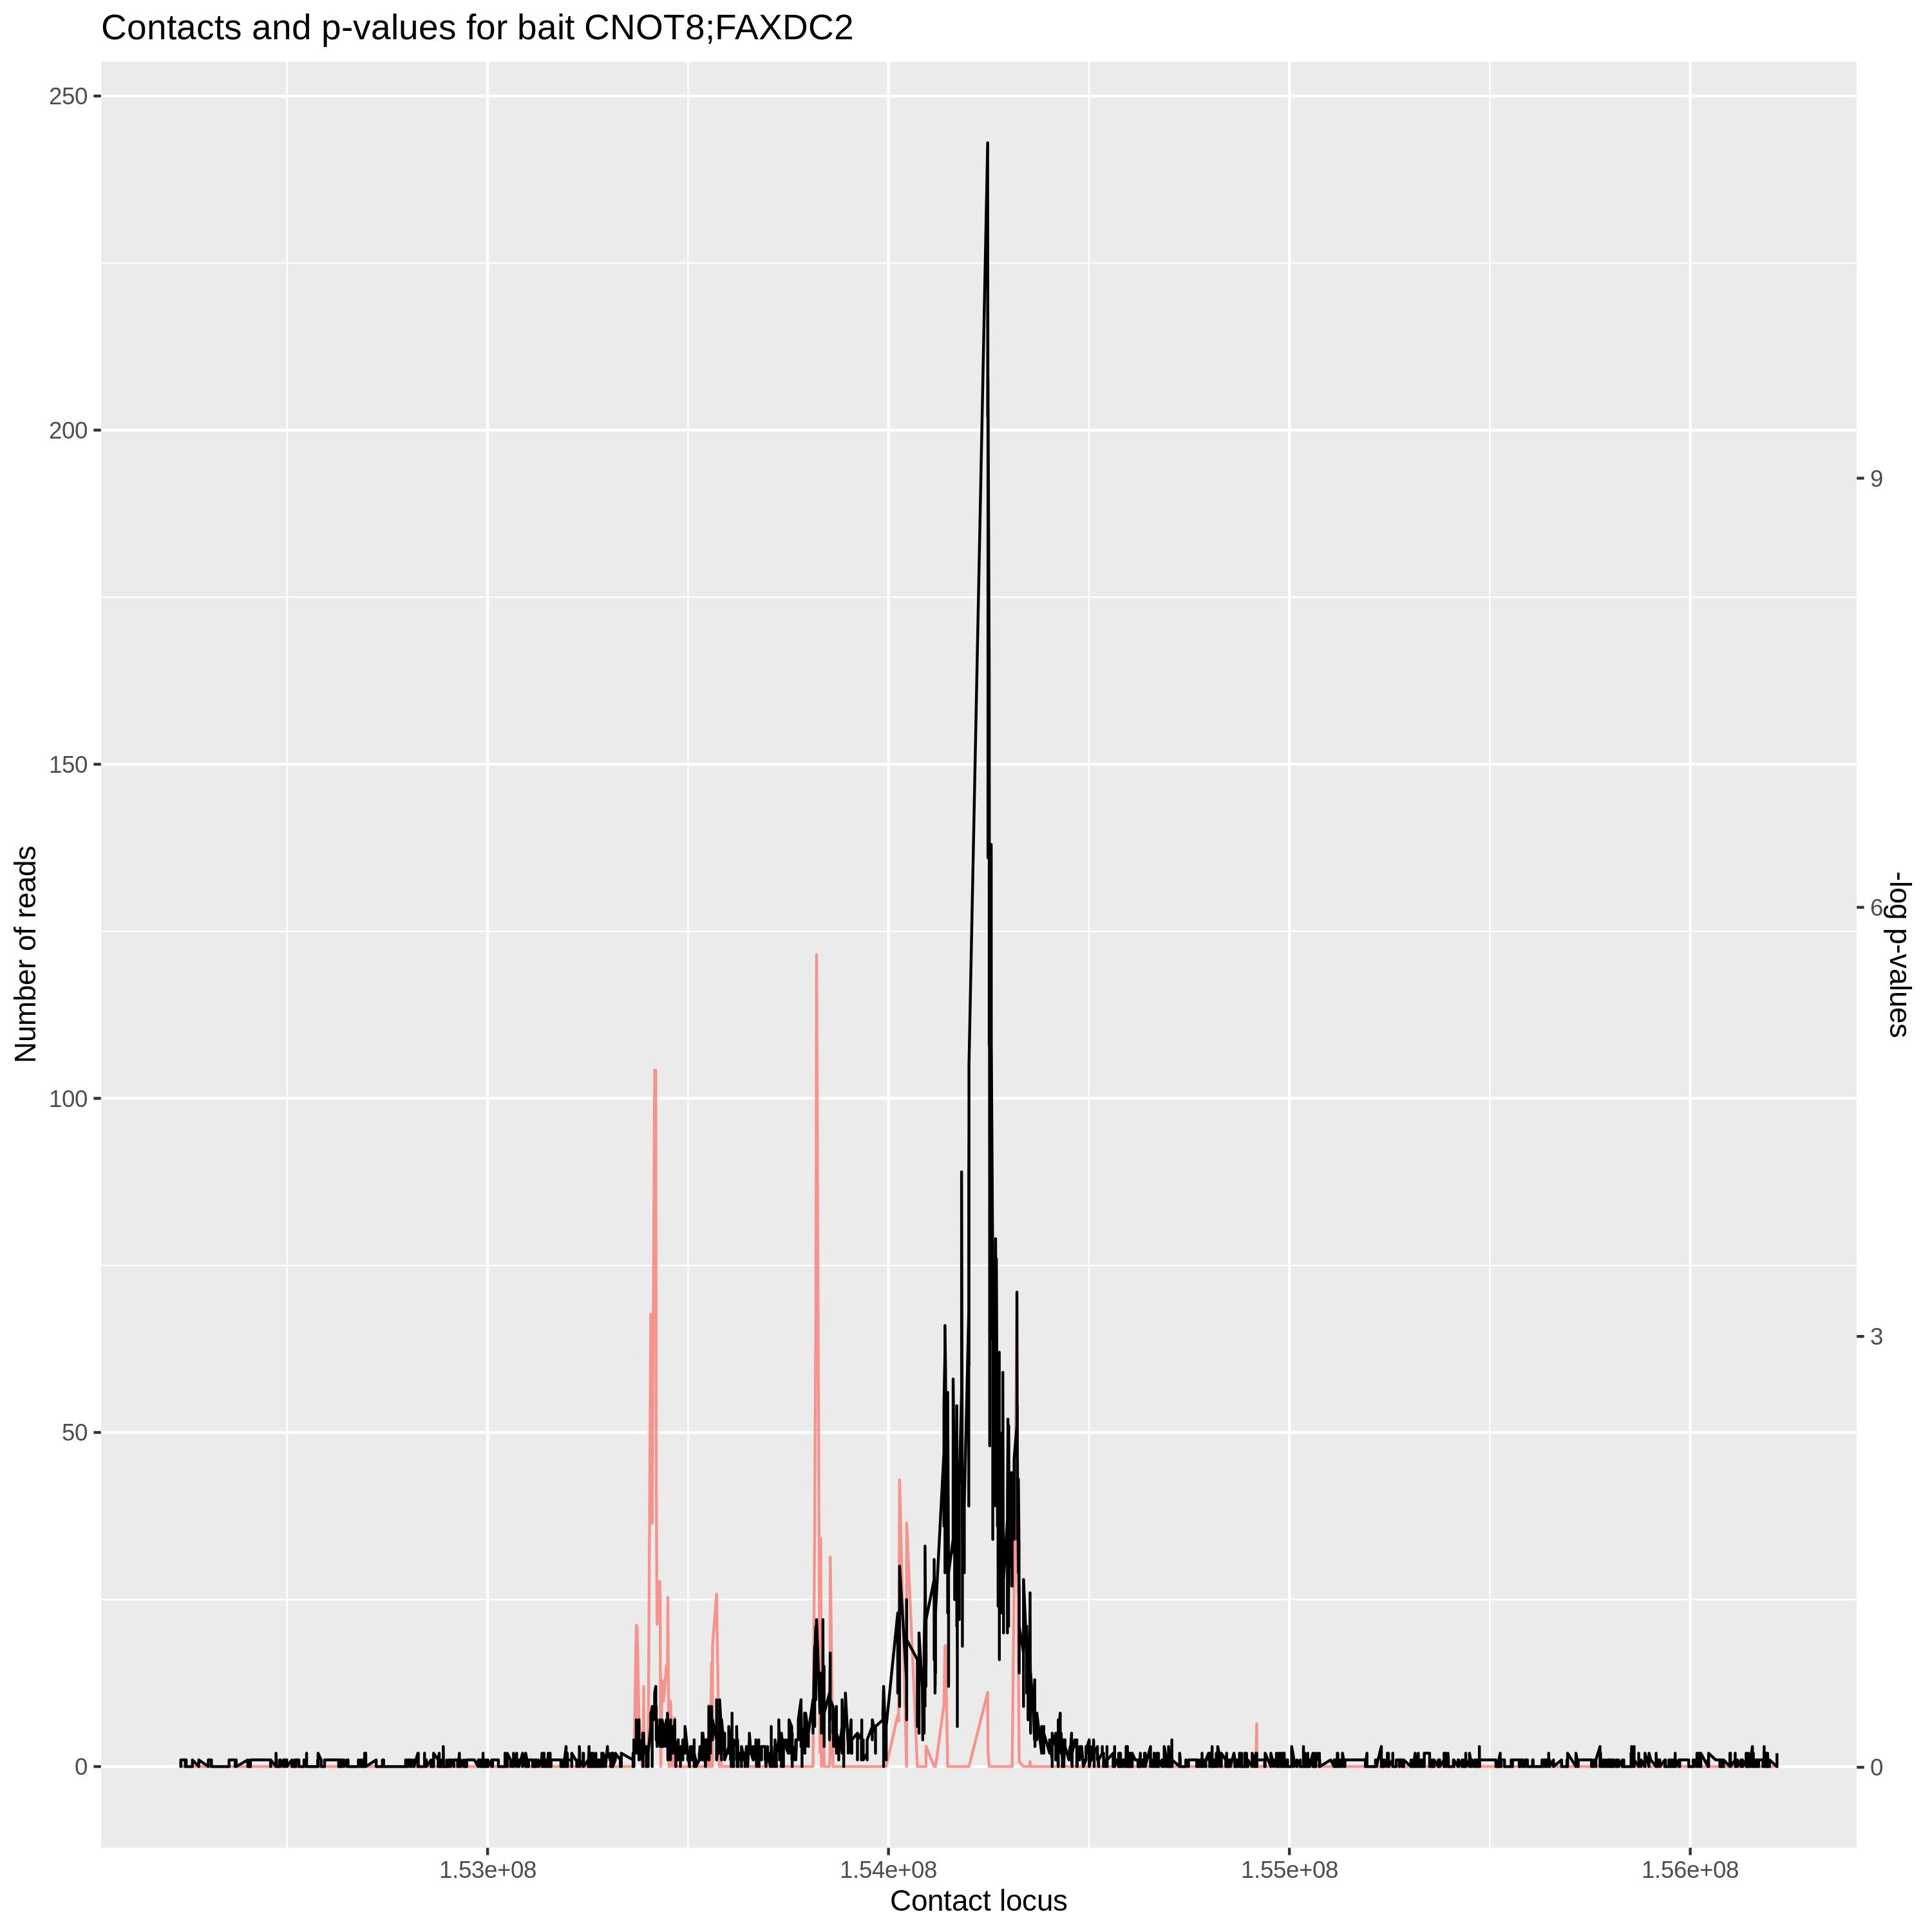 Contacts and p-values for bait CNOT8;FAXDC2
250
200
150
100
50
0
Number of reads
9
6
3
0
-log p-values
1.53e+08
1.54e+08
1.55e+08
1.56e+08
Contact locus